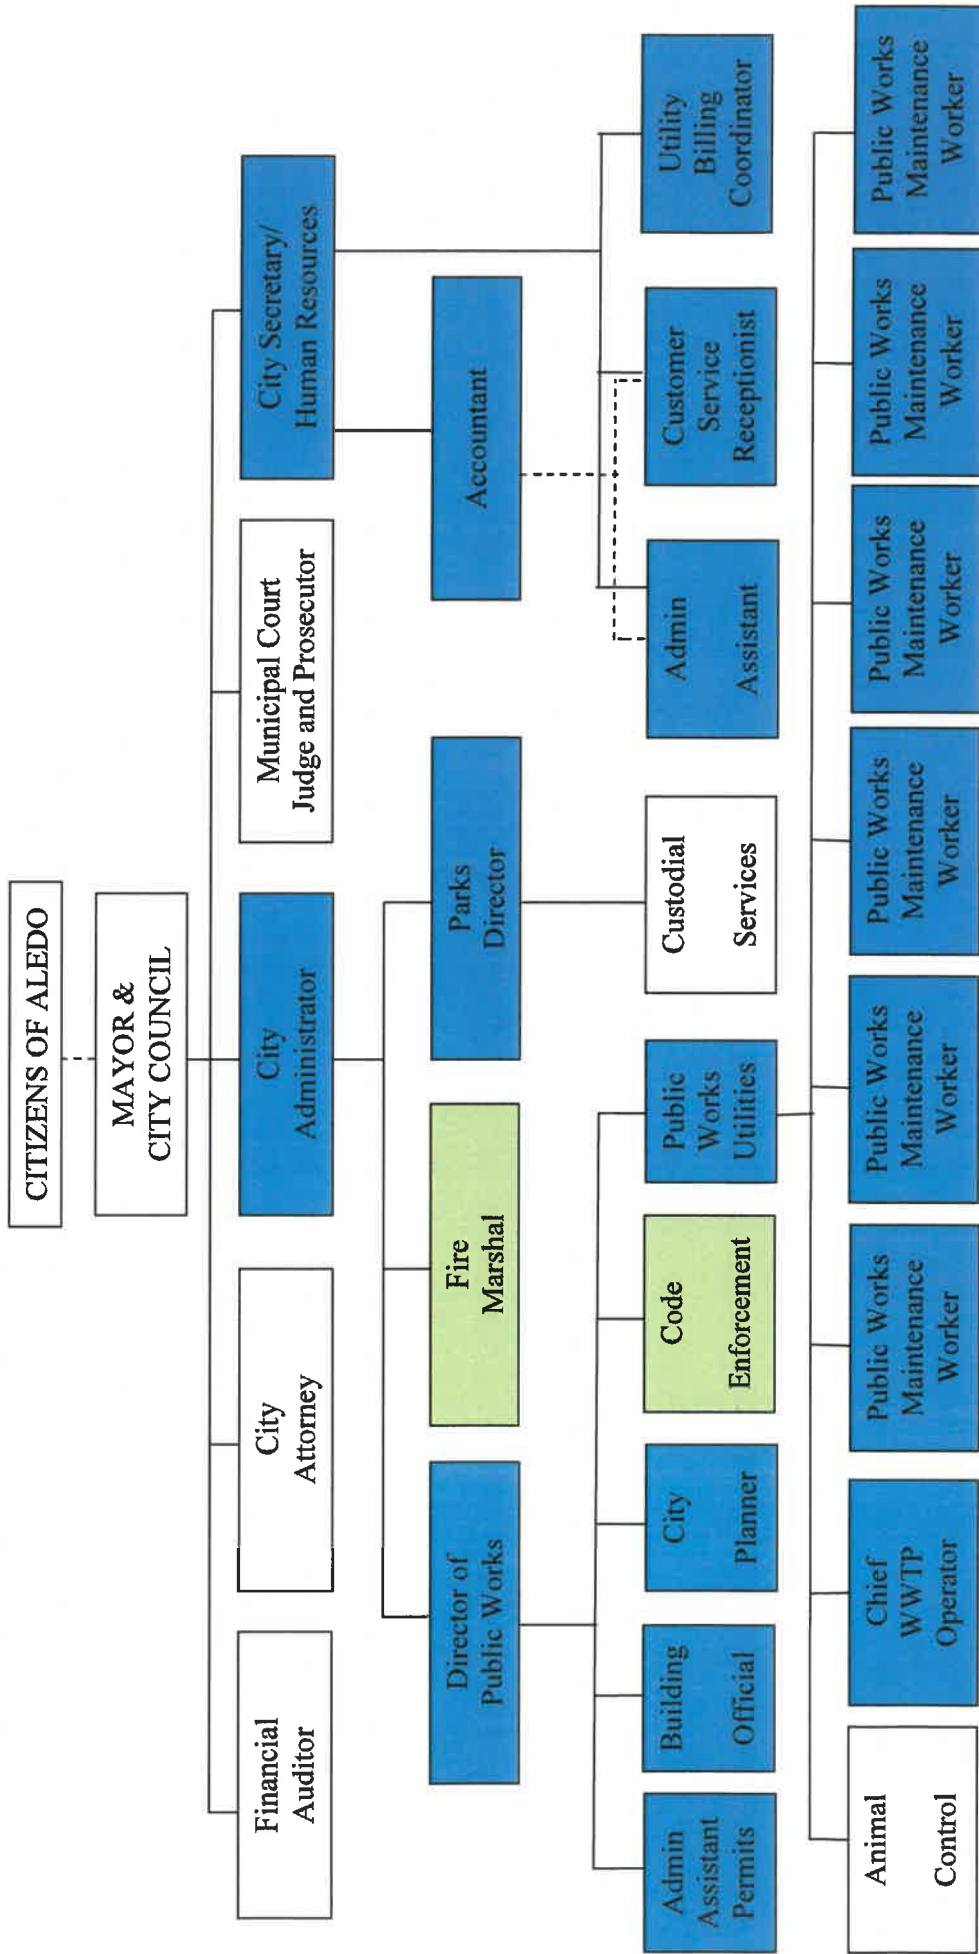 CITIZENS OF ALEDO
MAYOR &
CITY COUNCIL
Financial
Auditor
City
Attorney
City
Administrator
Municipal Court
Judge and Prosecutor
City Secretary/
Human Resources
Director of
Public Works
Fire
Marshal
Parks
Director
Accountant
Admin
Assistant
Permits
Building
Official
City
Planner
Code
Enforcement
Public
Works
Utilities
Custodial
Services
Admin
Assistant
Customer
Service
Receptionist
Utility
Billing
Coordinator
Animal
Control
Chief
WWTP
Operator
Public Works
Maintenance
Worker
Public Works
Maintenance
Worker
Public Works
Maintenance
Worker
Public Works
Maintenance
Worker
Public Works
Maintenance
Worker
Public Works
Maintenance
Worker